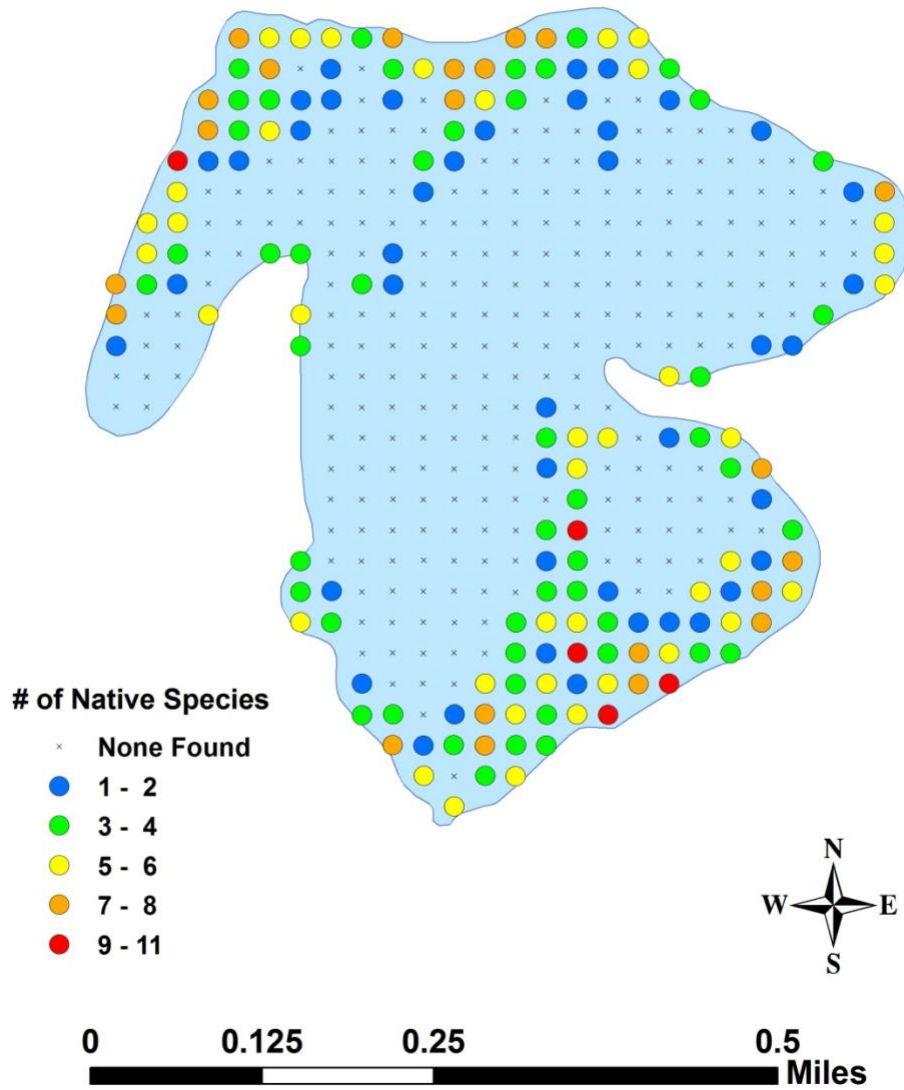 # of Native Species
None Found
1 - 2
3 - 4
5 - 6
7 - 8
9 - 11
N
W E
S
0 0.125 0.25 0.5
Miles